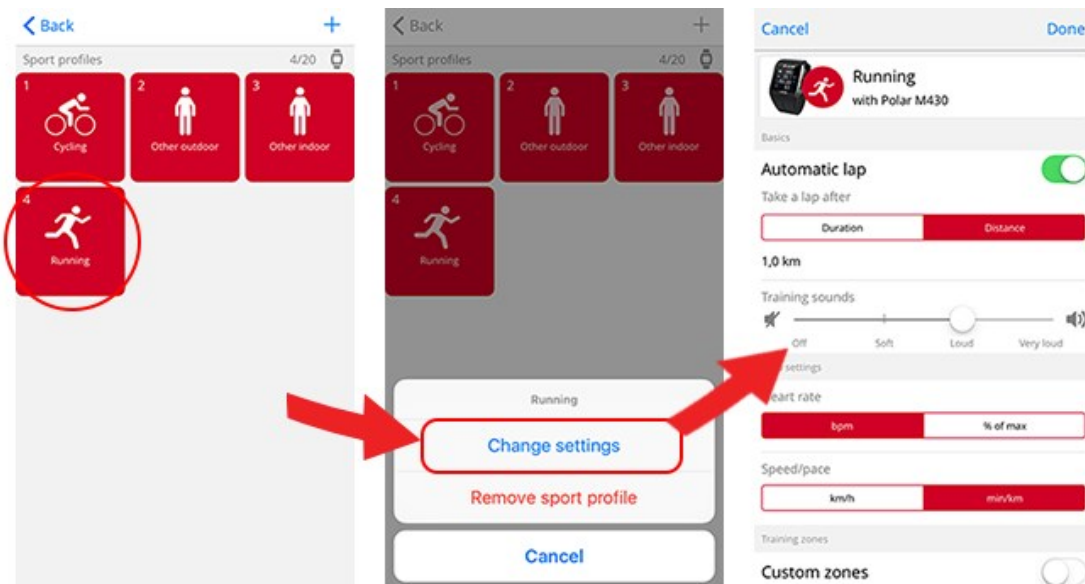 Back
Sport profiles 4/20
1 2 3
Cycling Other outdoor Other indoor
4
Running
Back
Sport profiles 4/20
1 2 3
Cycling Other outdoor Other indoor
4
Running
Running
Change settings
Remove sport profile
Cancel
Cancel Done
Running
with Polar M430
Basics
Automatic lap
Take a lap after
Duration Distance
1,0 km
Training sounds
Off Soft Loud Very loud
settings
eart rate
bpm % of max
Speed/pace
km/h min/km
Training zones
Custom zones